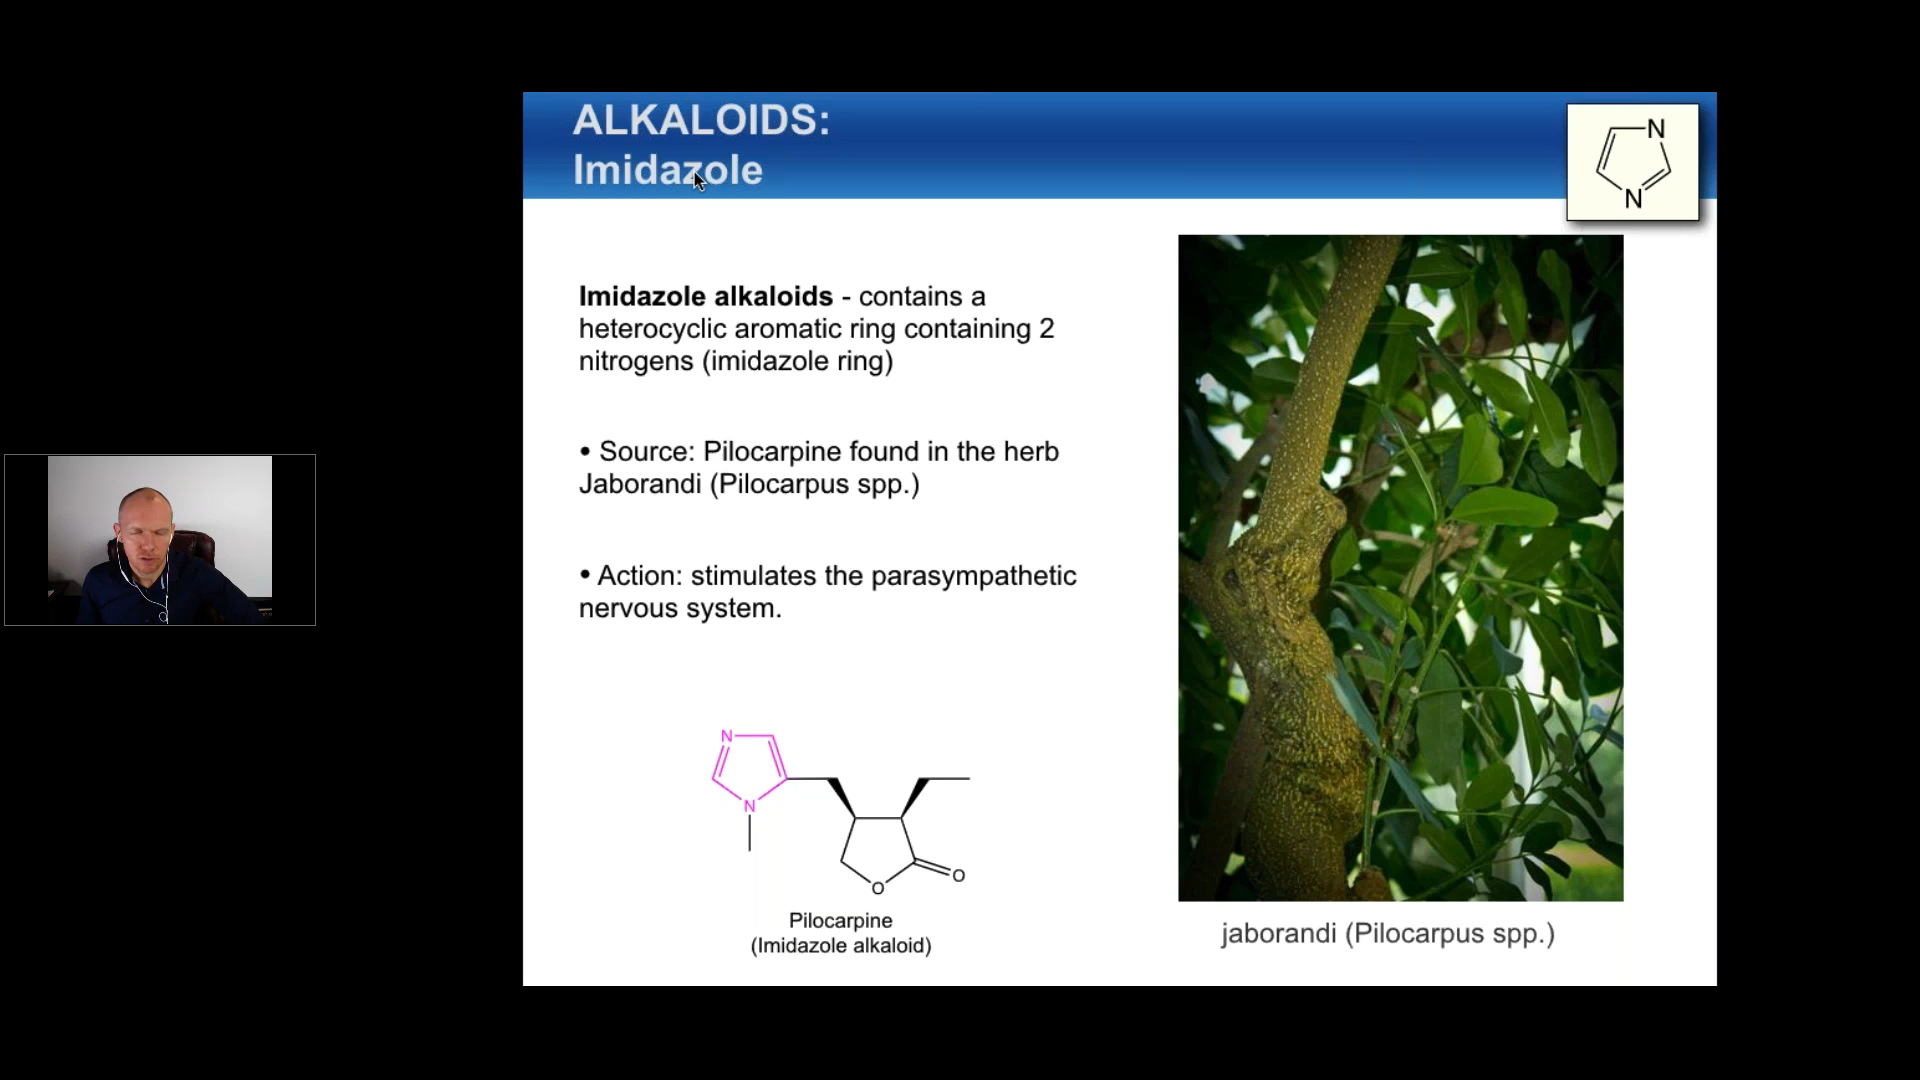 ALKALOIDS:
Imidazole
N
N
Imidazole alkaloids - contains a
heterocyclic aromatic ring containing 2
nitrogens (imidazole ring)
• Source: Pilocarpine found in the herb
Jaborandi (Pilocarpus spp.)
• Action: stimulates the parasympathetic
nervous system.
N
N
O
O
Pilocarpine
(Imidazole alkaloid)
jaborandi (Pilocarpus spp.)